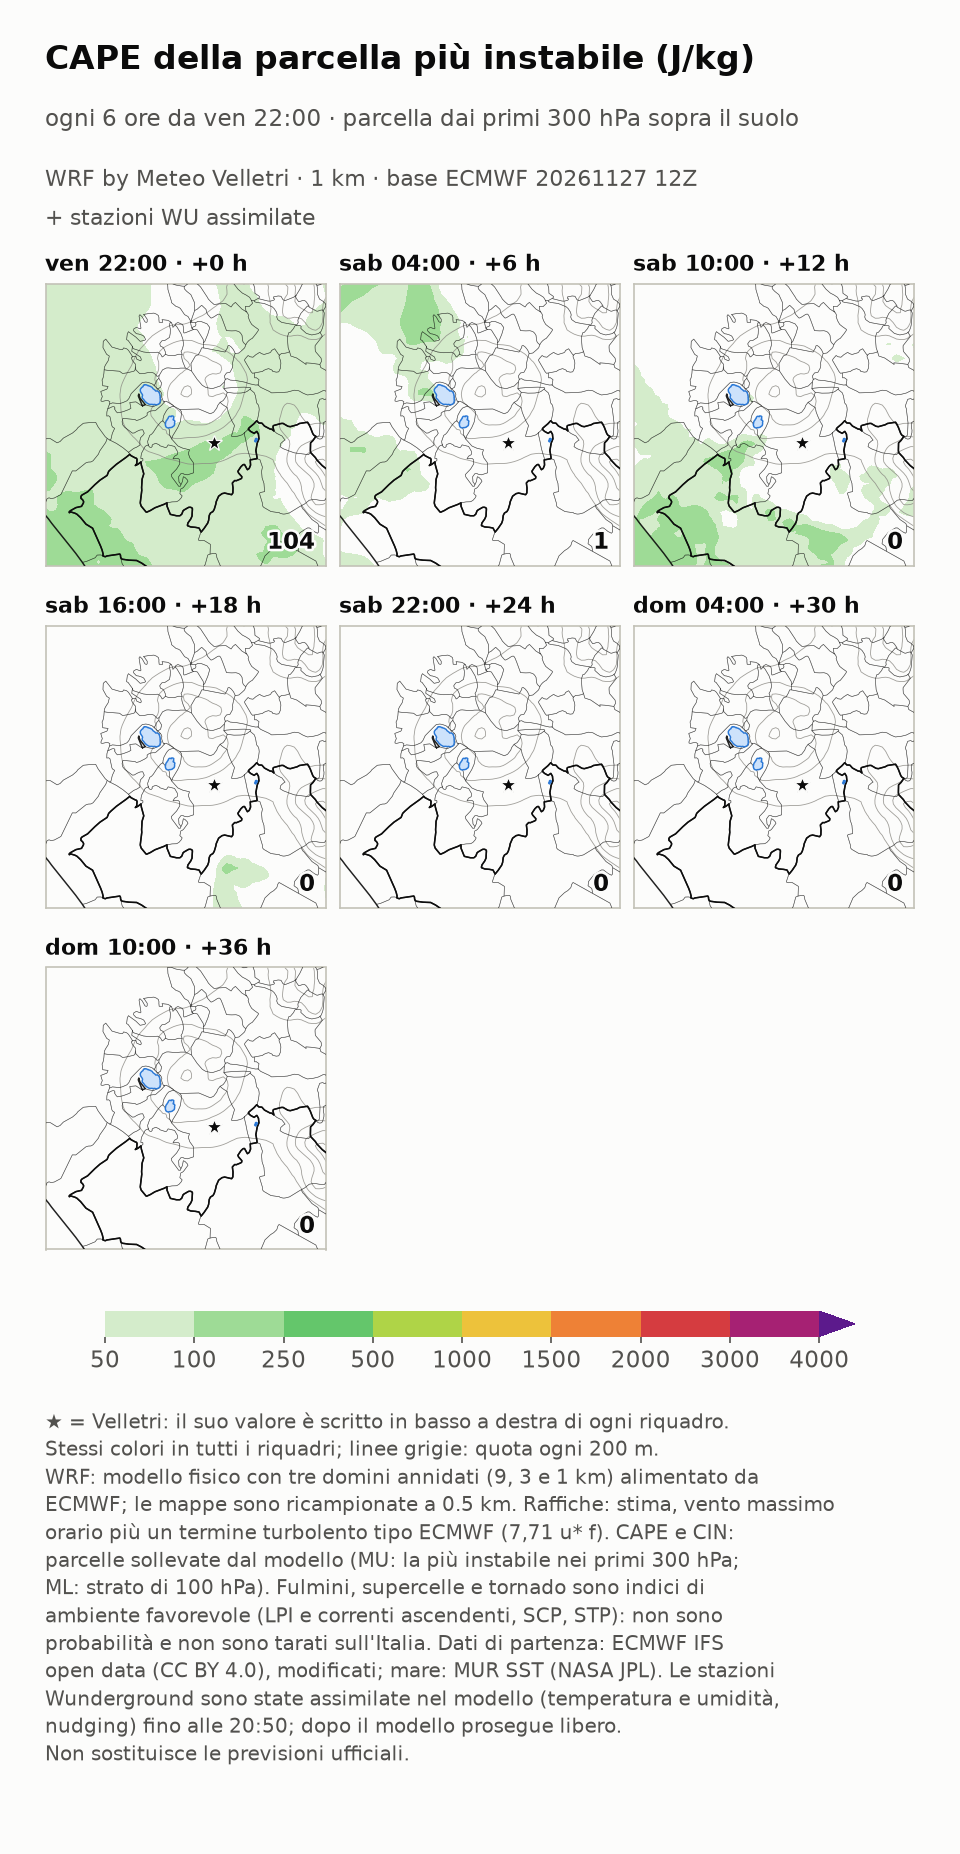 CAPE della parcella più instabile (J/kg)
ogni 6 ore da ven 22:00 · parcella dai primi 300 hPa sopra il suolo
WRF by Meteo Velletri · 1 km · base ECMWF 20261127 12Z
+ stazioni WU assimilate
ven 22:00 · +0 h
sab 04:00 · +6 h
sab 10:00 · +12 h
104
1
0
sab 16:00 · +18 h
sab 22:00 · +24 h
dom 04:00 · +30 h
0
0
0
dom 10:00 · +36 h
0
50 100 250 500 1000 1500 2000 3000 4000
★ = Velletri: il suo valore è scritto in basso a destra di ogni riquadro.
Stessi colori in tutti i riquadri; linee grigie: quota ogni 200 m.
WRF: modello fisico con tre domini annidati (9, 3 e 1 km) alimentato da
ECMWF; le mappe sono ricampionate a 0.5 km. Raffiche: stima, vento massimo
orario più un termine turbolento tipo ECMWF (7,71 u* f). CAPE e CIN:
parcelle sollevate dal modello (MU: la più instabile nei primi 300 hPa;
ML: strato di 100 hPa). Fulmini, supercelle e tornado sono indici di
ambiente favorevole (LPI e correnti ascendenti, SCP, STP): non sono
probabilità e non sono tarati sull'Italia. Dati di partenza: ECMWF IFS
open data (CC BY 4.0), modificati; mare: MUR SST (NASA JPL). Le stazioni
Wunderground sono state assimilate nel modello (temperatura e umidità,
nudging) fino alle 20:50; dopo il modello prosegue libero.
Non sostituisce le previsioni ufficiali.